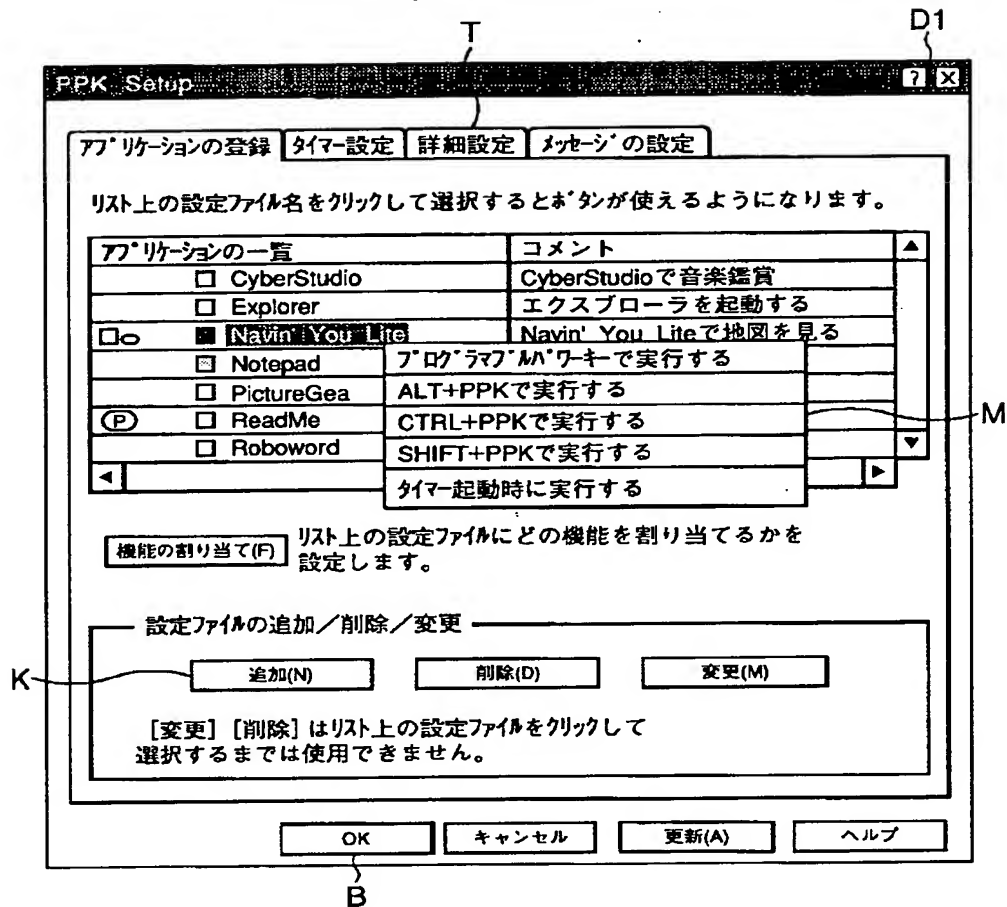 T D1
PPK Setup ? ×
アプリケーションの登録 タイマー設定 詳細設定 メッセージの設定
リスト上の設定ファイル名をクリックして選択するとボタンが使えるようになります。
アプリケーションの一覧 コメント
CyberStudio CyberStudioで音楽鑑賞
Explorer エクスブローラを起動する
Navin' You Lite Navin' You Liteで地図を見る
Notepad プログラマブルパワーキーで実行する
PictureGea ALT+PPKで実行する
P ReadMe CTRL+PPKで実行する M
Roboword SHIFT+PPKで実行する
タイマー起動時に実行する
機能の割り当て(F) リスト上の設定ファイルにどの機能を割り当てるかを
設定します。
設定ファイルの追加／削除／変更
K 追加(N) 削除(D) 変更(M)
［変更］［削除］はリスト上の設定ファイルをクリックして
選択するまでは使用できません。
OK キャンセル 更新(A) ヘルプ
B